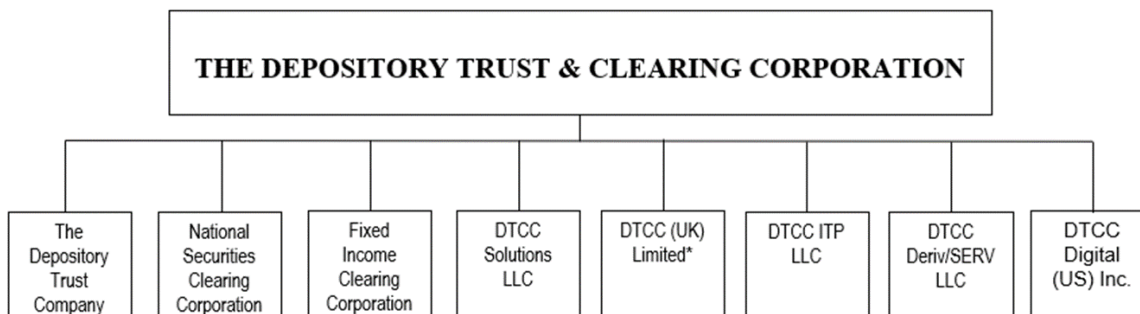 THE DEPOSITORY TRUST & CLEARING CORPORATION
The
Depository
Trust
Company
National
Securities
Clearing
Corporation
Fixed
Income
Clearing
Corporation
DTCC
Solutions
LLC
DTCC (UK)
Limited*
DTCC ITP
LLC
DTCC
Deriv/SERV
LLC
DTCC
Digital
(US) Inc.